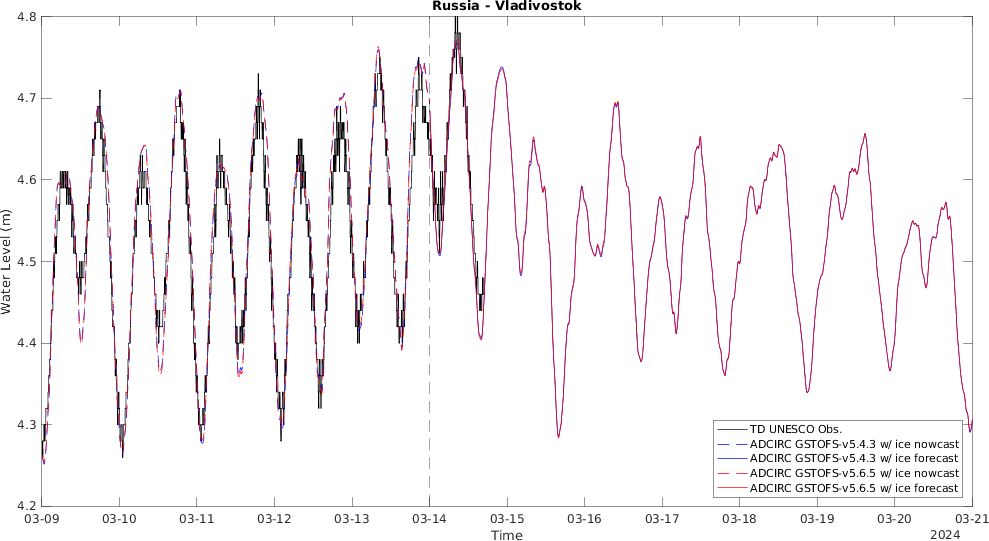 Russia - Vladivostok
4.8
4.7
4.6
4.5
4.4
4.3
4.2
Water Level (m)
03-09 03-10 03-11 03-12 03-13 03-14 03-15 03-16 03-17 03-18 03-19 03-20 03-21
Time
2024
TD UNESCO Obs.
ADCIRC GSTOFS-v5.4.3 w/ ice nowcast
ADCIRC GSTOFS-v5.4.3 w/ ice forecast
ADCIRC GSTOFS-v5.6.5 w/ ice nowcast
ADCIRC GSTOFS-v5.6.5 w/ ice forecast